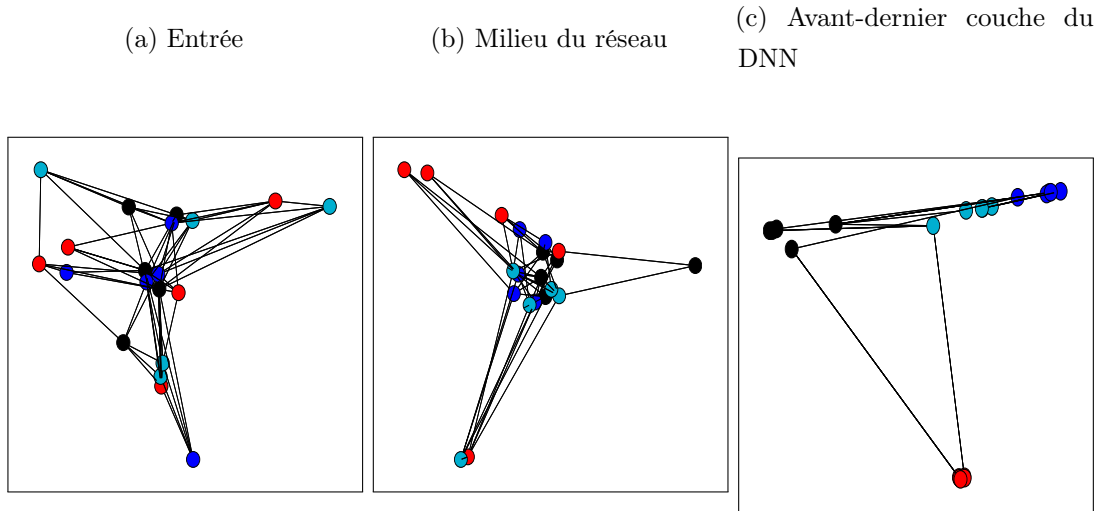 (a) Entrée
(b) Milieu du réseau
(c) Avant-dernier couche du
DNN